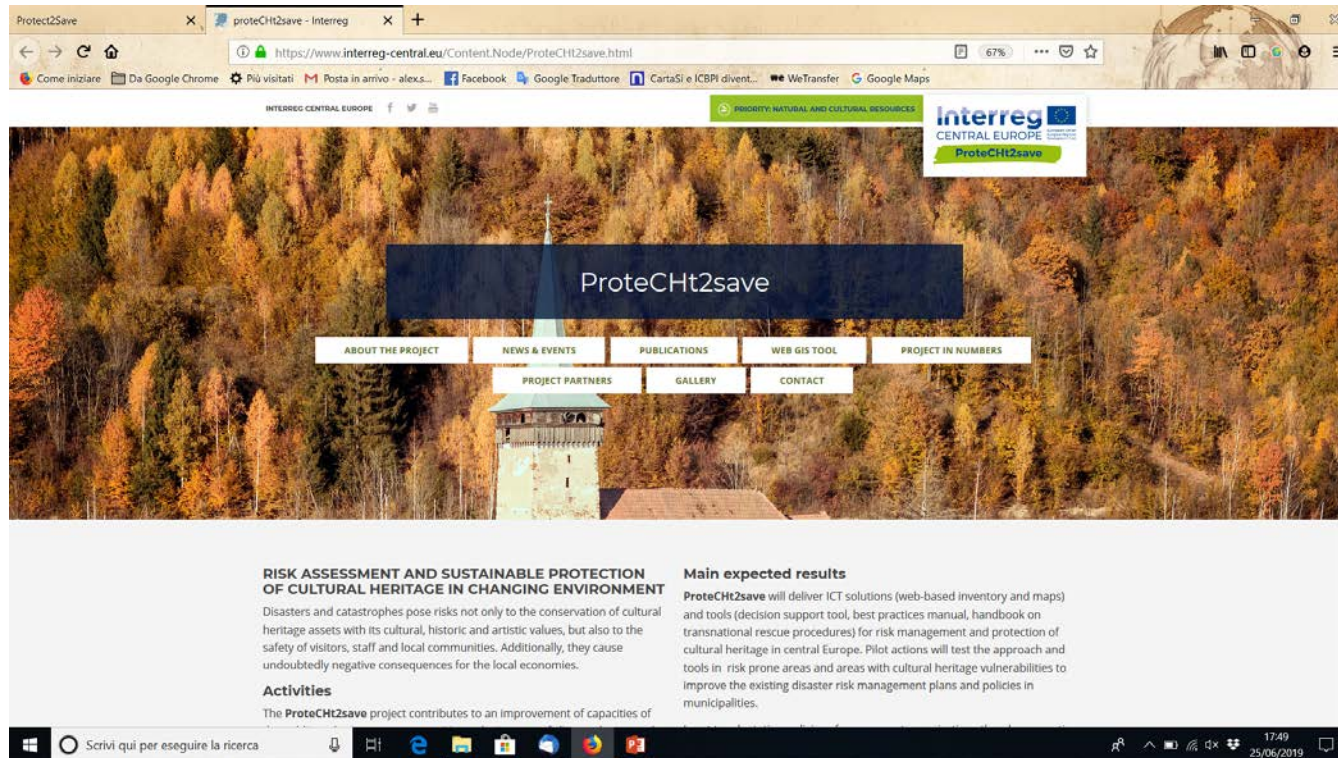 Protect2Save
proteCHt2save - Interreg
https://www.interreg-central.eu/Content.Node/ProteCHt2save.html
67%
Come iniziare Da Google Chrome Più visitati Posta in arrivo - alex.s... Facebook Google Traduttore CartaSi e ICBPI divent... WeTransfer Google Maps
INTERREG CENTRAL EUROPE
PRIORITY: NATURAL AND CULTURAL RESOURCES
Interreg
CENTRAL EUROPE
ProteCHt2save
ProteCHt2save
ABOUT THE PROJECT NEWS & EVENTS PUBLICATIONS WEB GIS TOOL PROJECT IN NUMBERS
PROJECT PARTNERS GALLERY CONTACT
RISK ASSESSMENT AND SUSTAINABLE PROTECTION
OF CULTURAL HERITAGE IN CHANGING ENVIRONMENT
Disasters and catastrophes pose risks not only to the conservation of cultural
heritage assets with its cultural, historic and artistic values, but also to the
safety of visitors, staff and local communities. Additionally, they cause
undoubtedly negative consequences for the local economies.
Activities
The ProteCHt2save project contributes to an improvement of capacities of
Main expected results
ProteCHt2save will deliver ICT solutions (web-based inventory and maps)
and tools (decision support tool, best practices manual, handbook on
transnational rescue procedures) for risk management and protection of
cultural heritage in central Europe. Pilot actions will test the approach and
tools in risk prone areas and areas with cultural heritage vulnerabilities to
improve the existing disaster risk management plans and policies in
municipalities.
Scrivi qui per eseguire la ricerca
17:49
25/06/2019